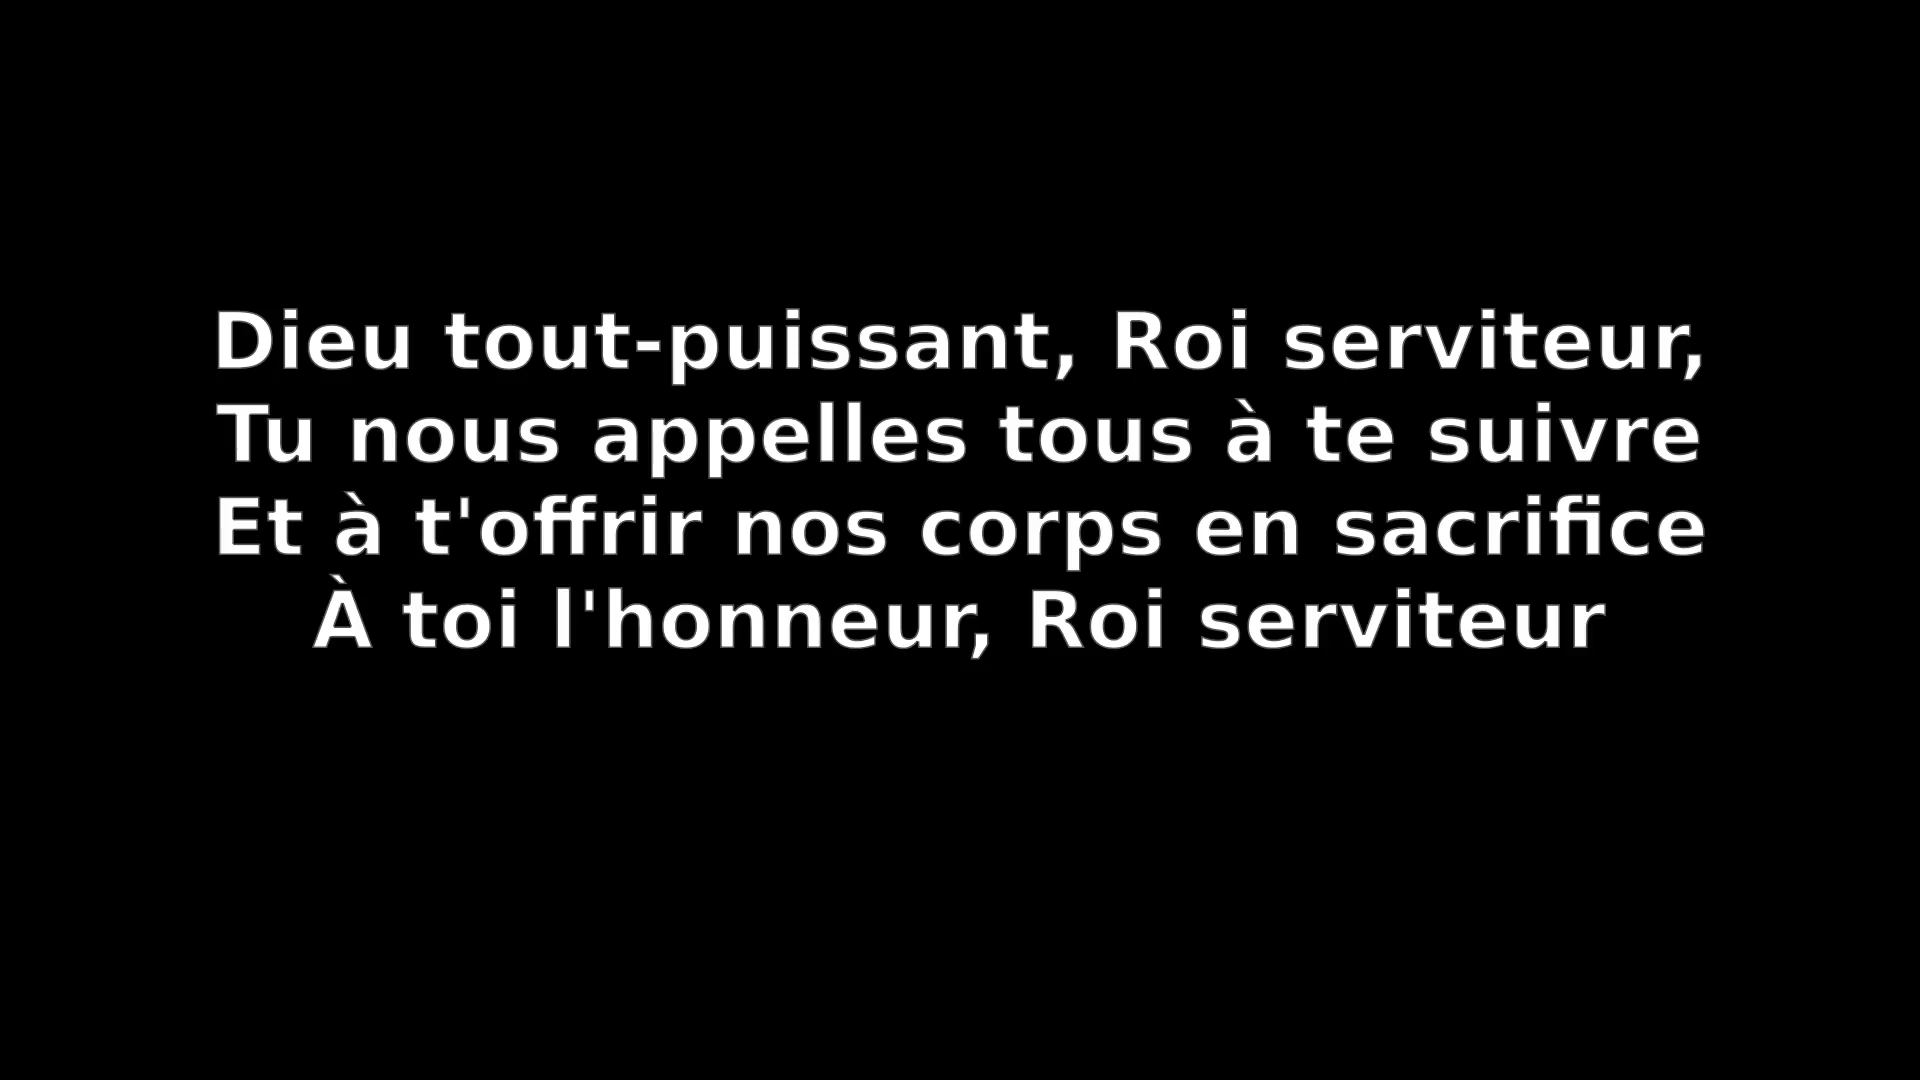 Dieu tout-puissant, Roi serviteur,
Tu nous appelles tous à te suivre
Et à t'offrir nos corps en sacrifice
À toi l'honneur, Roi serviteur